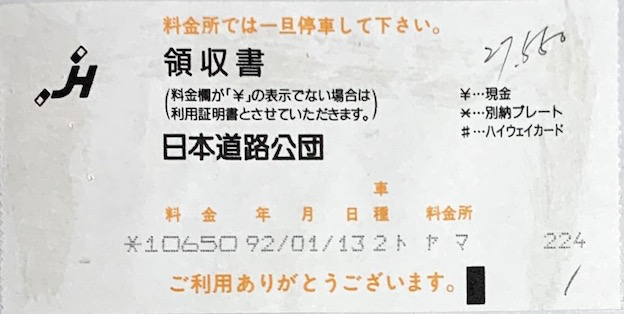 料金所では一旦停車して下さい。
JH
領収書
27,550
(料金欄が「¥」の表示でない場合は
利用証明書とさせていただきます。)
¥…現金
*…別納プレート
#…ハイウェイカード
日本道路公団
料金 年 月 日 車種 料金所
*10650 92/01/13 2 トヤマ 224
ご利用ありがとうございます。
1